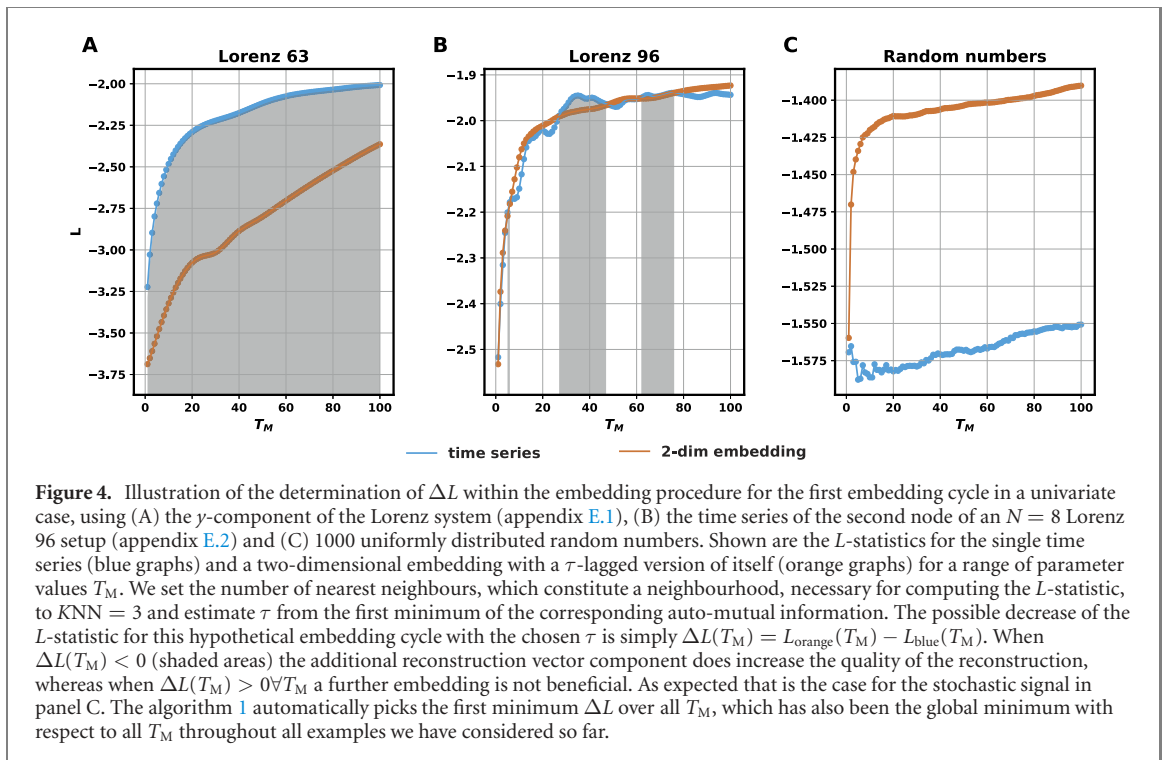 A
Lorenz 63
B
Lorenz 96
C
Random numbers
−2.00
−2.25
−2.50
−2.75
−3.00
−3.25
−3.50
−3.75
L
0 20 40 60 80 100
T_M
−1.9
−2.0
−2.1
−2.2
−2.3
−2.4
−2.5
0 20 40 60 80 100
T_M
−1.400
−1.425
−1.450
−1.475
−1.500
−1.525
−1.550
−1.575
0 20 40 60 80 100
T_M
time series
2-dim embedding
Figure 4. Illustration of the determination of ΔL within the embedding procedure for the first embedding cycle in a univariate
case, using (A) the y-component of the Lorenz system (appendix E.1), (B) the time series of the second node of an N = 8 Lorenz
96 setup (appendix E.2) and (C) 1000 uniformly distributed random numbers. Shown are the L-statistics for the single time
series (blue graphs) and a two-dimensional embedding with a τ-lagged version of itself (orange graphs) for a range of parameter
values T_M. We set the number of nearest neighbours, which constitute a neighbourhood, necessary for computing the L-statistic,
to KNN = 3 and estimate τ from the first minimum of the corresponding auto-mutual information. The possible decrease of the
L-statistic for this hypothetical embedding cycle with the chosen τ is simply ΔL(T_M) = L_orange(T_M) − L_blue(T_M). When
ΔL(T_M) < 0 (shaded areas) the additional reconstruction vector component does increase the quality of the reconstruction,
whereas when ΔL(T_M) > 0∀T_M a further embedding is not beneficial. As expected that is the case for the stochastic signal in
panel C. The algorithm 1 automatically picks the first minimum ΔL over all T_M, which has also been the global minimum with
respect to all T_M throughout all examples we have considered so far.